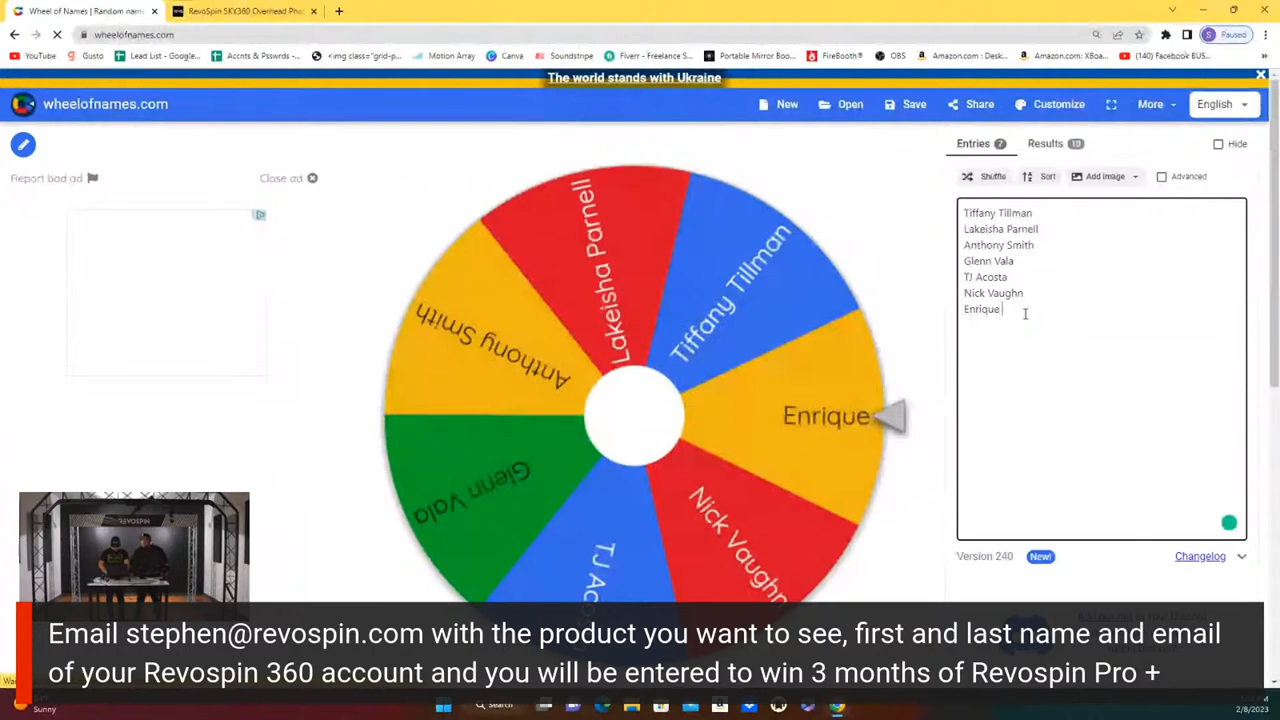 Wheel of Names | Random name
RevoSpin SKY360 Overhead Pho
wheelofnames.com
YouTube
Gusto
Lead List - Google...
Accnts & Psswrds -...
<img class="grid-p...
Motion Array
Canva
Soundstripe
Fiverr - Freelance S...
Portable Mirror Boo...
FireBooth®
OBS
Amazon.com : Desk...
Amazon.com: XBoa...
(140) Facebook
Paused
The world stands with Ukraine
wheelofnames.com
New
Open
Save
Share
Customize
More
English
Report bad ad
Close ad
Entries 7
Results 10
Hide
Shuffle
Sort
Add image
Advanced
Tiffany Tillman
Lakeisha Parnell
Anthony Smith
Glenn Vala
TJ Acosta
Nick Vaughn
Enrique
Lakeisha Parnell
Tiffany Tillman
Anthony Smith
Enrique
Glenn Vala
Nick Vaughn
TJ Acosta
REVOSPIN
Version 240
New!
Changelog
Email stephen@revospin.com with the product you want to see, first and last name and email
of your Revospin 360 account and you will be entered to win 3 months of Revospin Pro +
Sunny
Search
2/8/2023